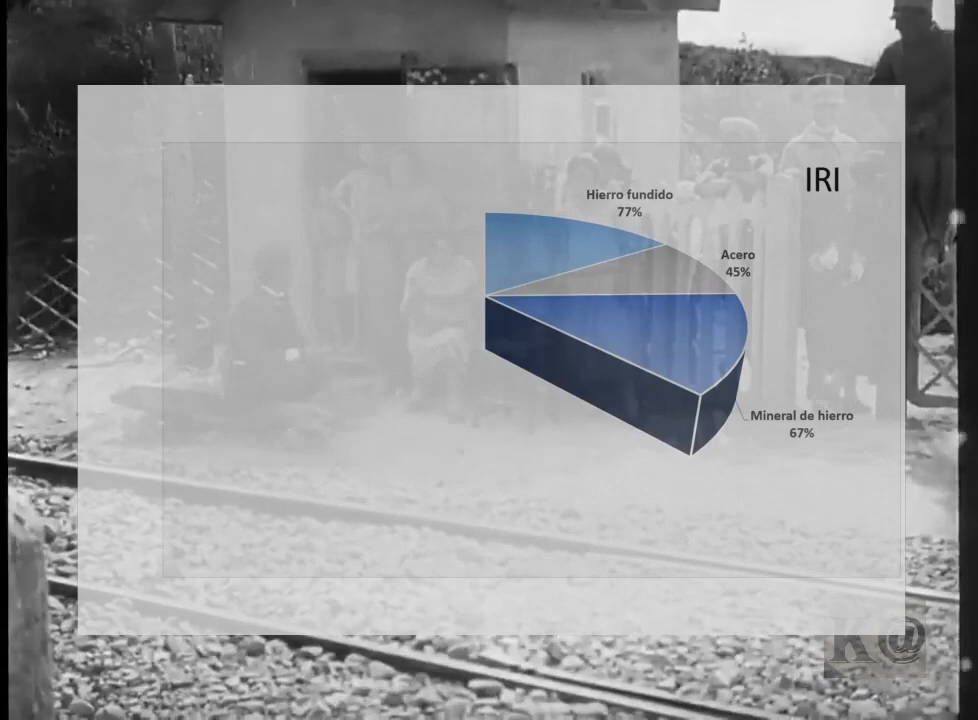 IRI
Hierro fundido
77%
Acero
45%
Mineral de hierro
67%
K@